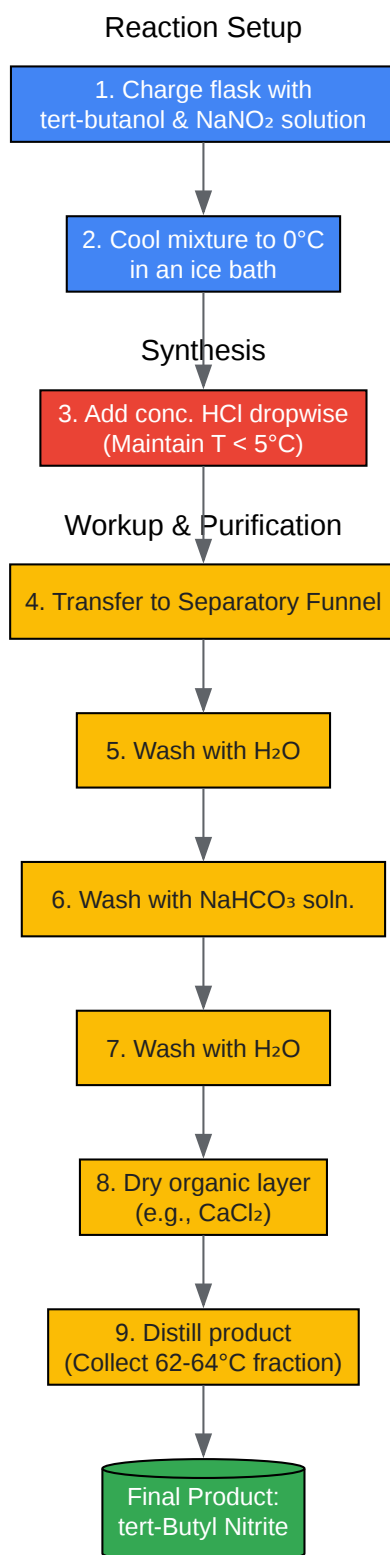 Reaction Setup
1. Charge flask with
tert-butanol & NaNO₂ solution
2. Cool mixture to 0°C
in an ice bath
Synthesis
3. Add conc. HCl dropwise
(Maintain T < 5°C)
Workup & Purification
4. Transfer to Separatory Funnel
5. Wash with H₂O
6. Wash with NaHCO₃ soln.
7. Wash with H₂O
8. Dry organic layer
(e.g., CaCl₂)
9. Distill product
(Collect 62-64°C fraction)
Final Product:
tert-Butyl Nitrite